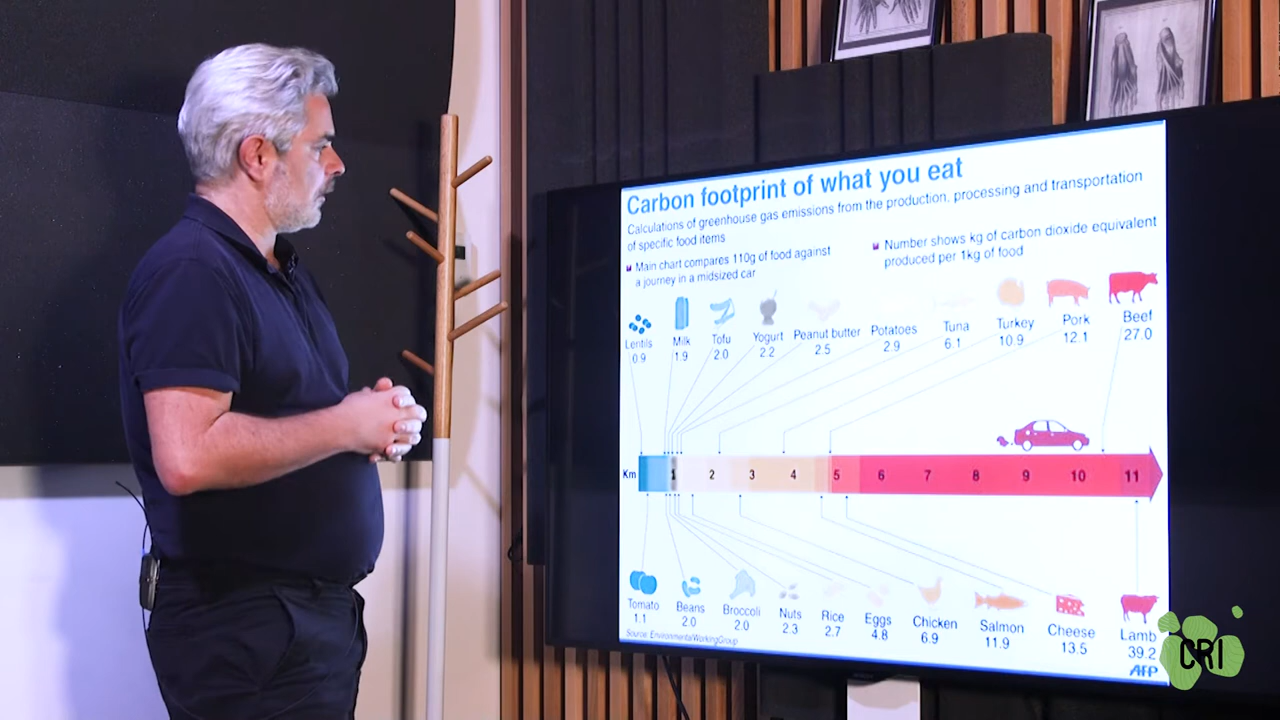 Carbon footprint of what you eat
Calculations of greenhouse gas emissions from the production, processing and transportation
of specific food items
Main chart compares 110g of food against
a journey in a midsized car
Number shows kg of carbon dioxide equivalent
produced per 1kg of food
Lentils Milk Tofu Yogurt Peanut butter Potatoes Tuna Turkey Pork Beef
0.9 1.9 2.0 2.2 2.5 2.9 6.1 10.9 12.1 27.0
Km 1 2 3 4 5 6 7 8 9 10 11
Tomato Beans Broccoli Nuts Rice Eggs Chicken Salmon Cheese Lamb
1.1 2.0 2.0 2.3 2.7 4.8 6.9 11.9 13.5 39.2
Source: EnvironmentalWorkingGroup
AFP
CRI